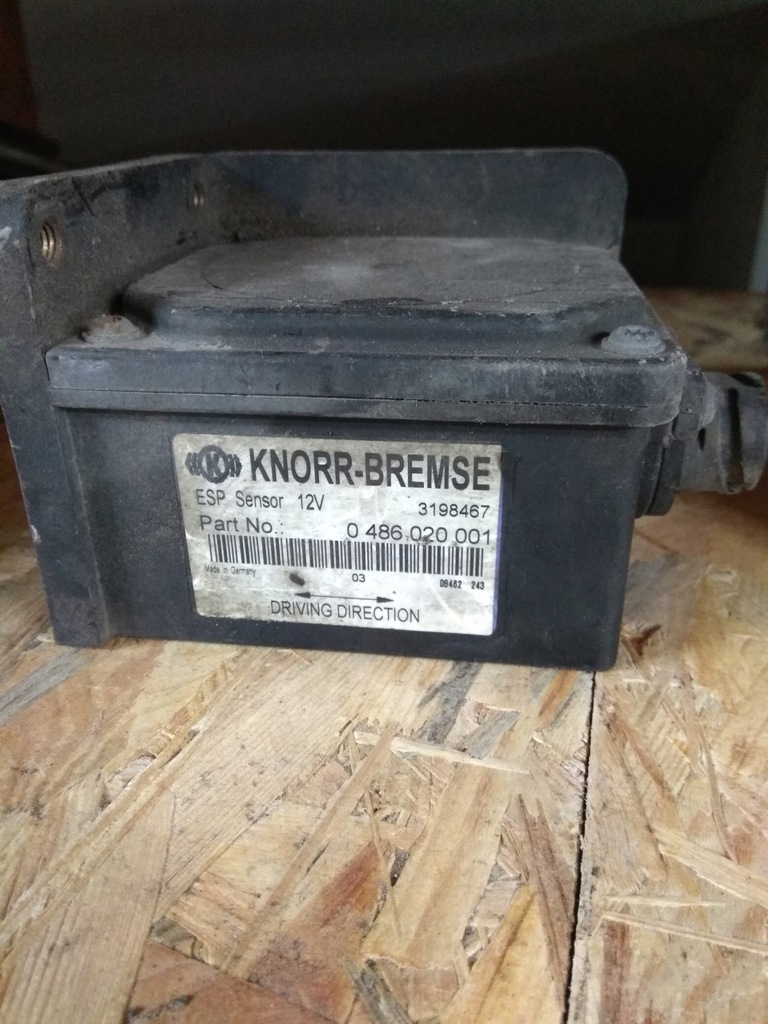 K KNORR-BREMSE
ESP Sensor 12V 3198467
Part No.: 0 486 020 001
Made in Germany 03 08462 243
DRIVING DIRECTION